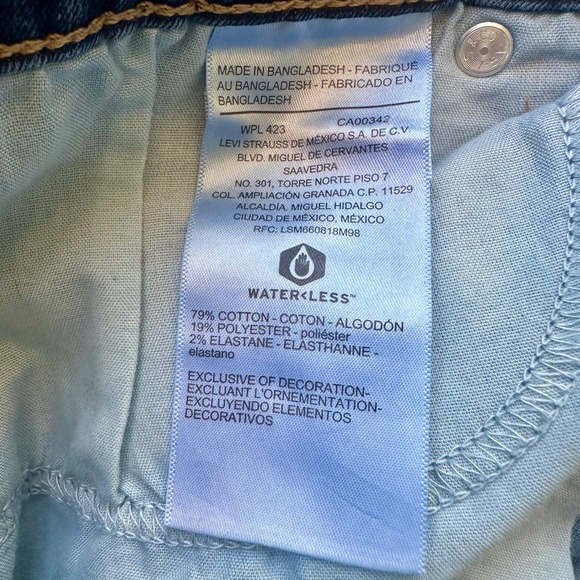 MADE IN BANGLADESH - FABRIQUÉ
AU BANGLADESH - FABRICADO EN
BANGLADESH
WPL 423 CA00342
LEVI STRAUSS DE MÉXICO S.A. DE C.V.
BLVD. MIGUEL DE CERVANTES
SAAVEDRA
NO. 301, TORRE NORTE PISO 7
COL. AMPLIACIÓN GRANADA C.P. 11529
ALCALDÍA. MIGUEL HIDALGO
CIUDAD DE MÉXICO, MÉXICO
RFC: LSM660818M98
WATER<LESS™
79% COTTON - COTON - ALGODÓN
19% POLYESTER - poliéster
2% ELASTANE - ELASTHANNE -
elastano
EXCLUSIVE OF DECORATION-
EXCLUANT L'ORNEMENTATION-
EXCLUYENDO ELEMENTOS
DECORATIVOS